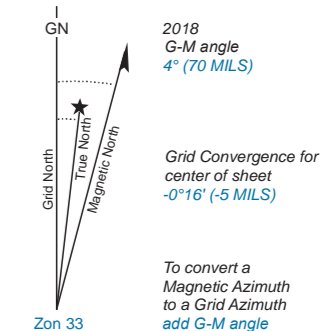 GN
Grid North
True North
Magnetic North
Zon 33
2018
G-M angle
4° (70 MILS)
Grid Convergence for
center of sheet
-0°16' (-5 MILS)
To convert a
Magnetic Azimuth
to a Grid Azimuth
add G-M angle